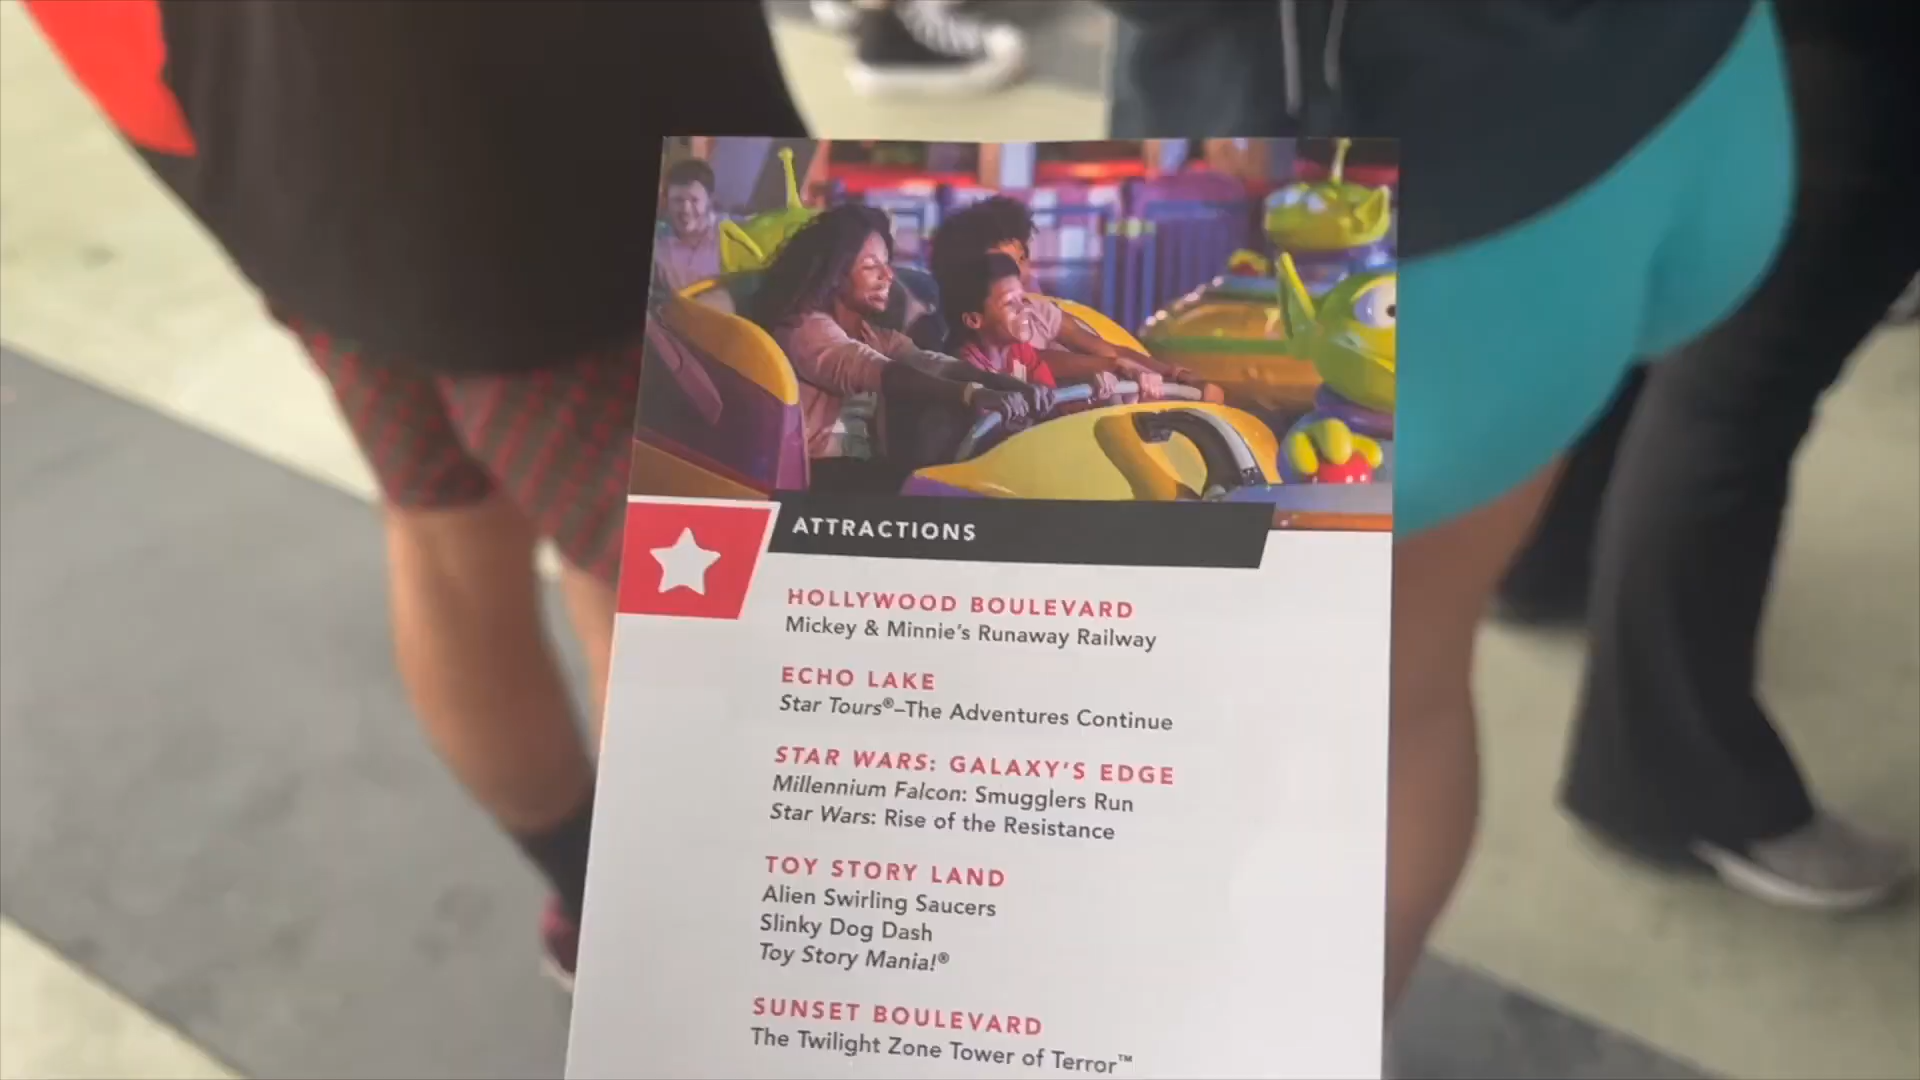 ATTRACTIONS
HOLLYWOOD BOULEVARD
Mickey & Minnie's Runaway Railway
ECHO LAKE
Star Tours®–The Adventures Continue
STAR WARS: GALAXY'S EDGE
Millennium Falcon: Smugglers Run
Star Wars: Rise of the Resistance
TOY STORY LAND
Alien Swirling Saucers
Slinky Dog Dash
Toy Story Mania!®
SUNSET BOULEVARD
The Twilight Zone Tower of Terror™